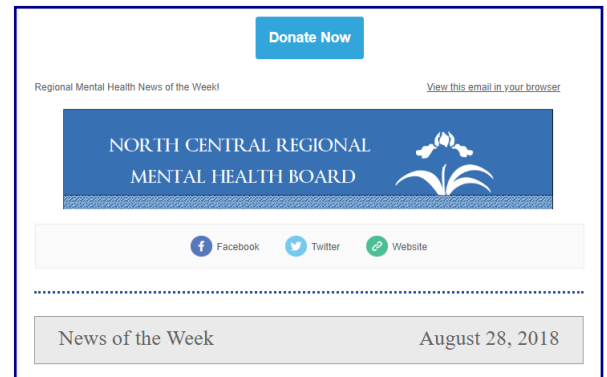 Donate Now
Regional Mental Health News of the Week! View this email in your browser
NORTH CENTRAL REGIONAL
MENTAL HEALTH BOARD
Facebook Twitter Website
News of the Week August 28, 2018